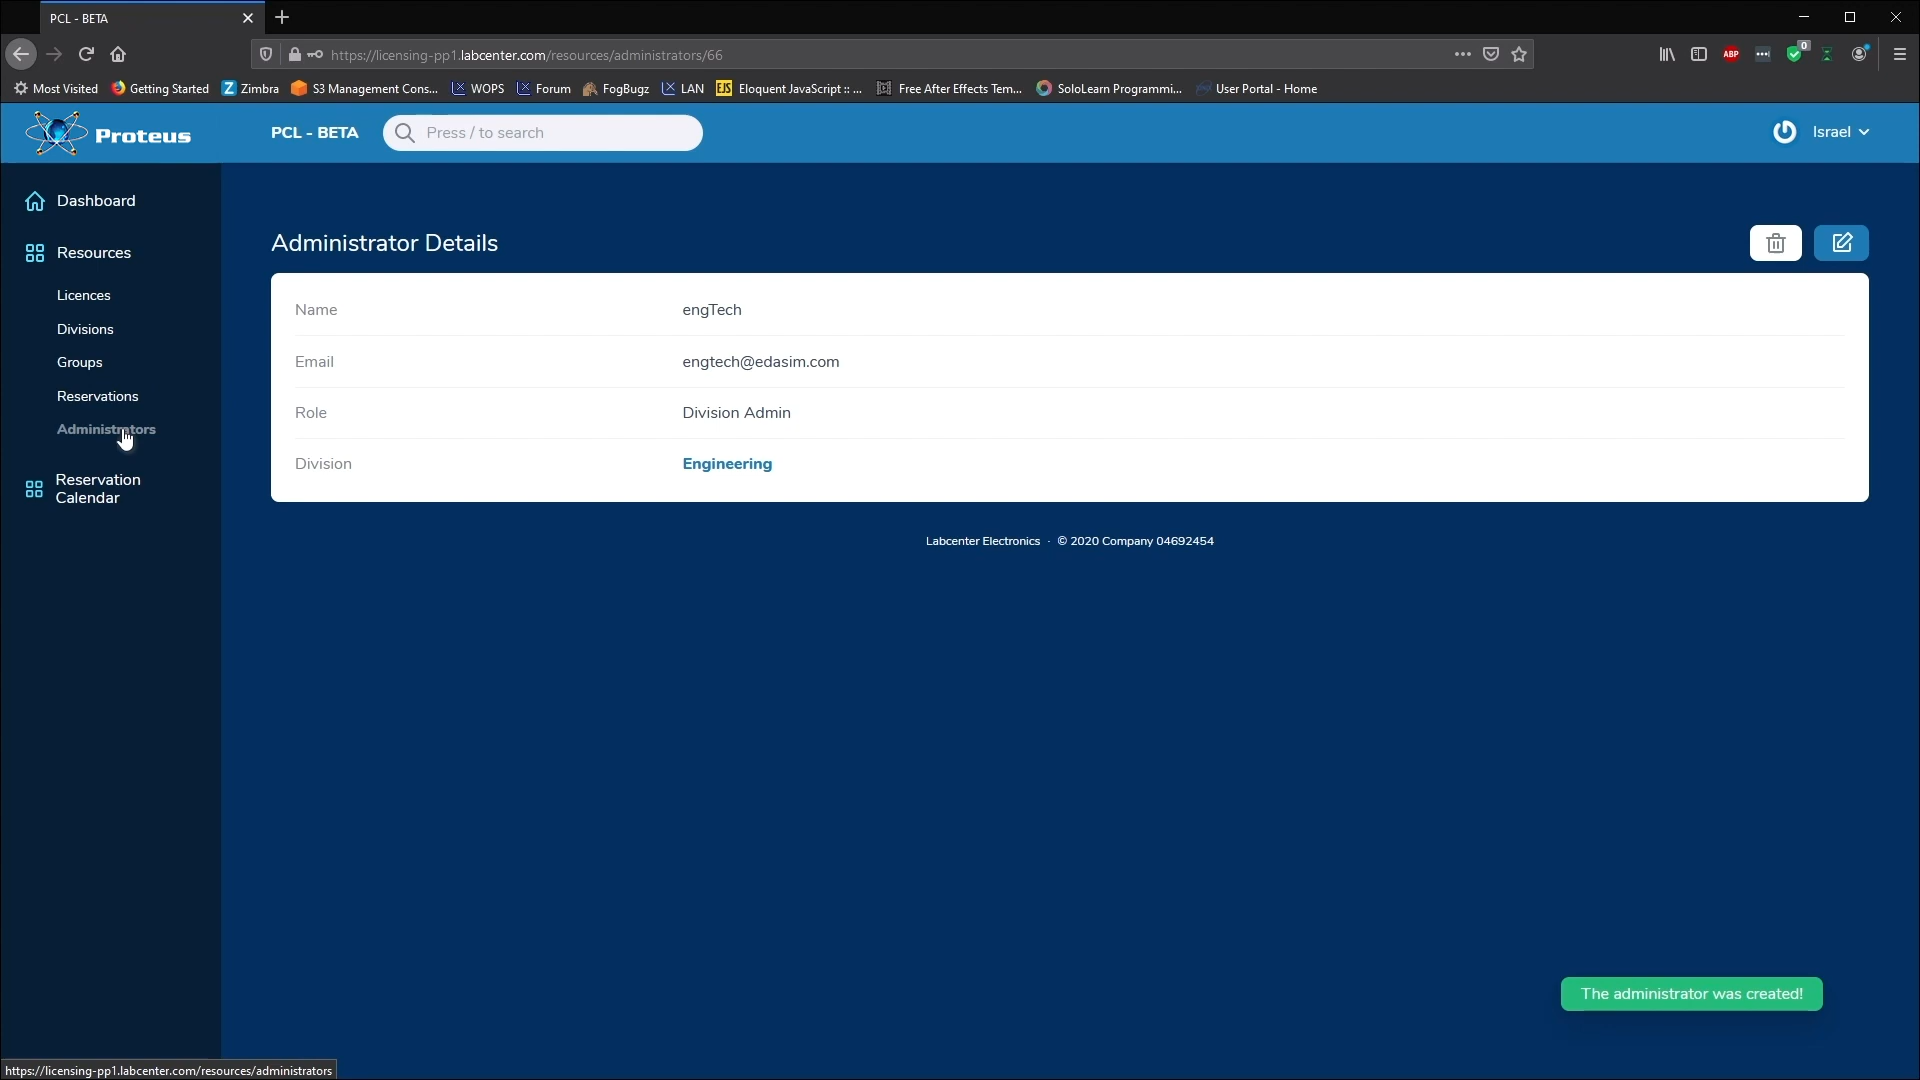 PCL - BETA
https://licensing-pp1.labcenter.com/resources/administrators/66
ABP
0
Most Visited
Getting Started
Z Zimbra
S3 Management Cons...
WOPS
Forum
FogBugz
LAN
EJS Eloquent JavaScript :: ...
Free After Effects Tem...
SoloLearn Programmi...
User Portal - Home
Proteus
PCL - BETA
Press / to search
Israel
Dashboard
Resources
Licences
Divisions
Groups
Reservations
Administrators
Reservation
Calendar
Administrator Details
Name engTech
Email engtech@edasim.com
Role Division Admin
Division Engineering
Labcenter Electronics · © 2020 Company 04692454
The administrator was created!
https://licensing-pp1.labcenter.com/resources/administrators